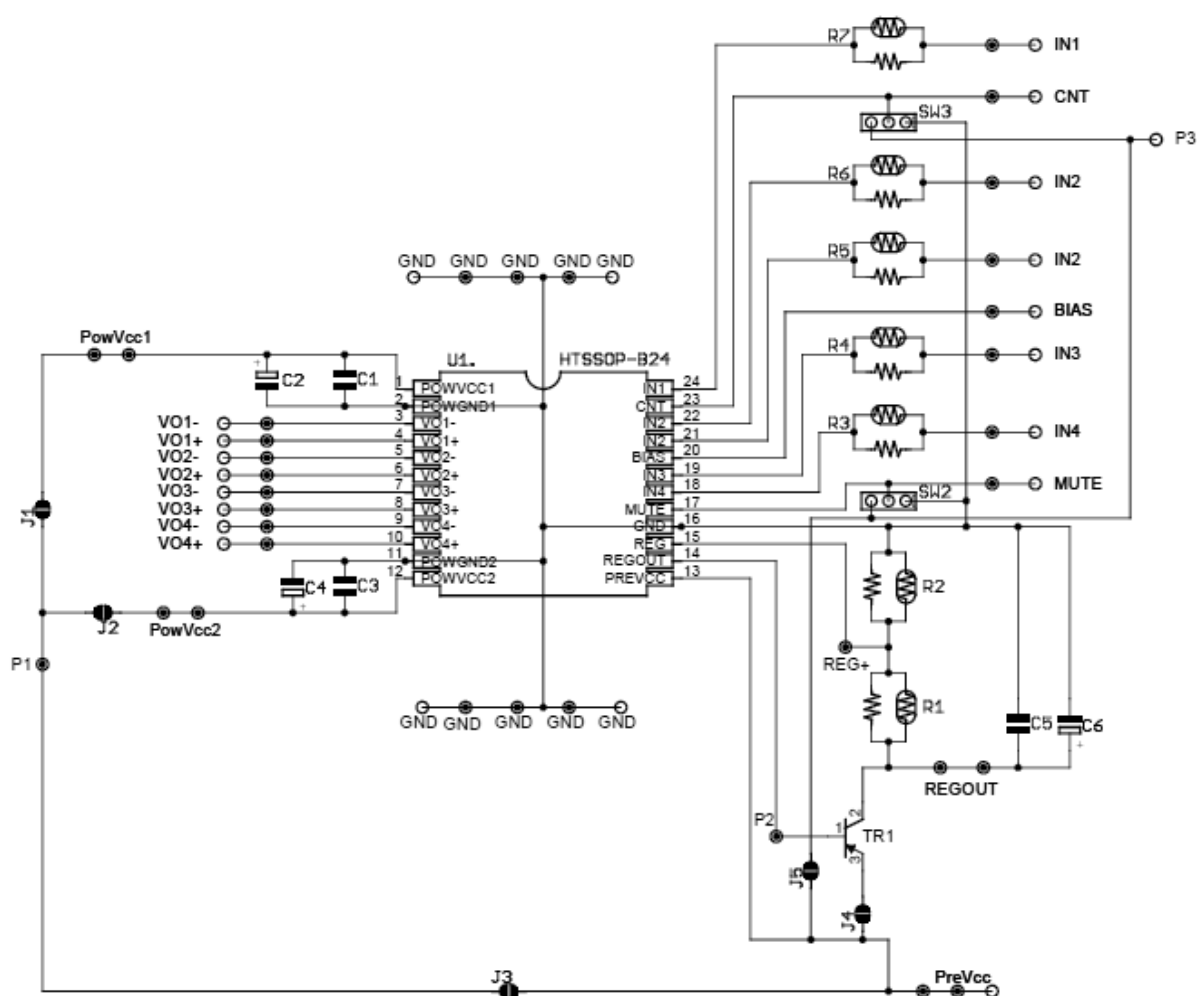 R7
IN1
CNT
SW3
P3
R6
IN2
GND GND GND GND GND
R5
IN2
BIAS
PowVcc1
U1.
HTSSOP-B24
R4
IN3
C2
C1
1 POWVCC1
IN1 24
2 POWGND1
CNT 23
VO1-
3 VO1-
IN2 22
R3
IN4
VO1+
4 VO1+
IN2 21
VO2-
5 VO2-
BIAS 20
VO2+
6 VO2+
IN3 19
VO3-
7 VO3-
IN4 18
MUTE
SW2
J1
VO3+
8 VO3+
MUTE 17
VO4-
9 VO4-
GND 16
VO4+
10 VO4+
REG 15
11 POWGND2
REGOUT 14
12 POWVCC2
PREVCC 13
C4
C3
R2
J2
PowVcc2
P1
REG+
R1
GND GND GND GND GND
C5
C6
REGOUT
P2
1
2
3
TR1
J5
J4
J3
PreVcc
+
+
+